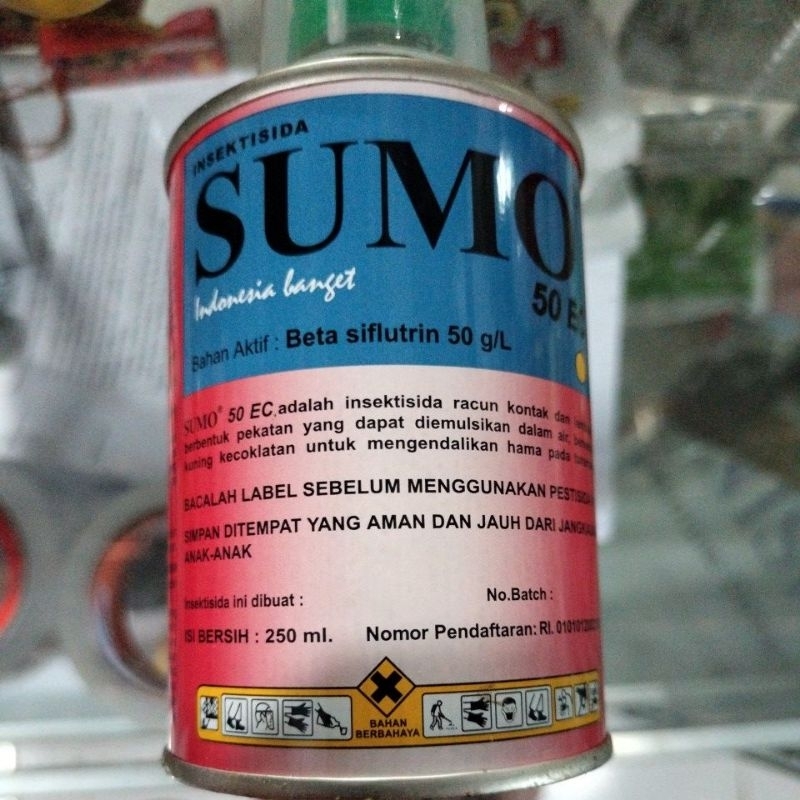 INSEKTISIDA
SUMO
Indonesia banget
50 EC
Bahan Aktif : Beta siflutrin 50 g/L
SUMO® 50 EC, adalah insektisida racun kontak dan
berbentuk pekatan yang dapat diemulsikan dalam air,
kuning kecoklatan untuk mengendalikan hama pada
BACALAH LABEL SEBELUM MENGGUNAKAN
SIMPAN DITEMPAT YANG AMAN DAN JAUH DARI
ANAK-ANAK
Insektisida ini dibuat : No.Batch :
ISI BERSIH : 250 ml. Nomor Pendaftaran: RI.
BAHAN
BERBAHAYA